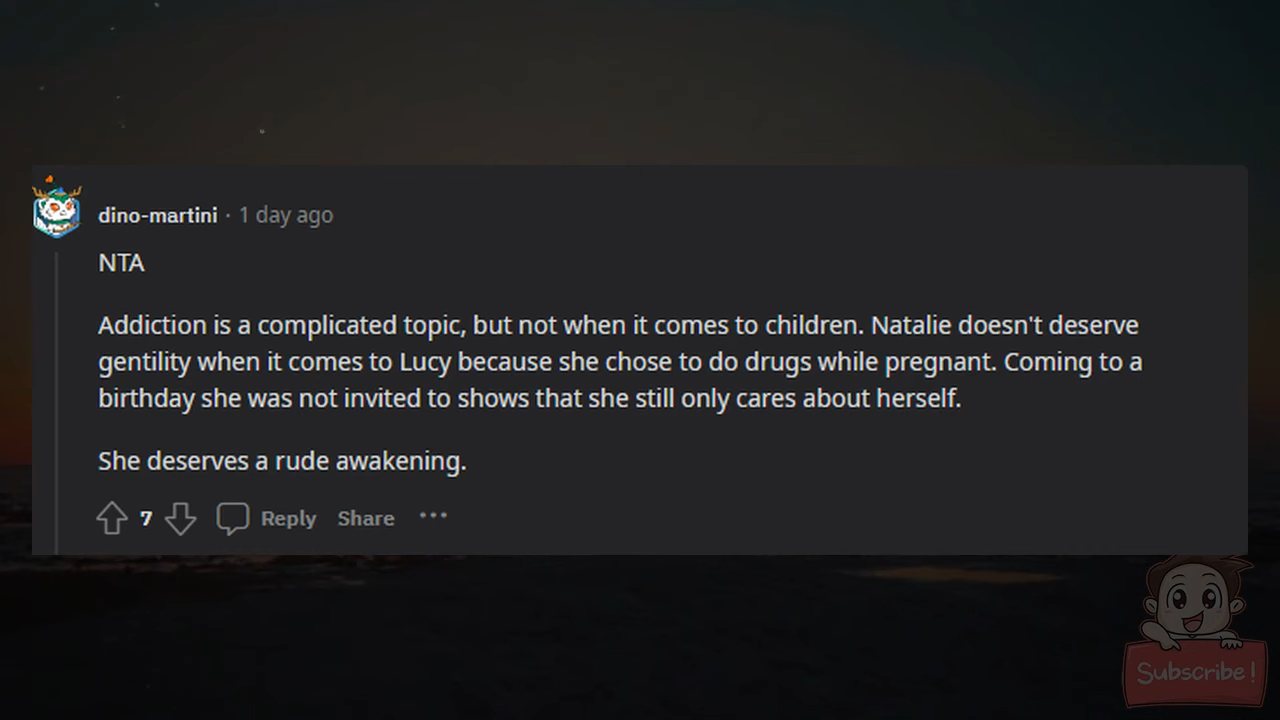 dino-martini · 1 day ago
NTA
Addiction is a complicated topic, but not when it comes to children. Natalie doesn't deserve
gentility when it comes to Lucy because she chose to do drugs while pregnant. Coming to a
birthday she was not invited to shows that she still only cares about herself.
She deserves a rude awakening.
7 Reply Share ···
Subscribe !